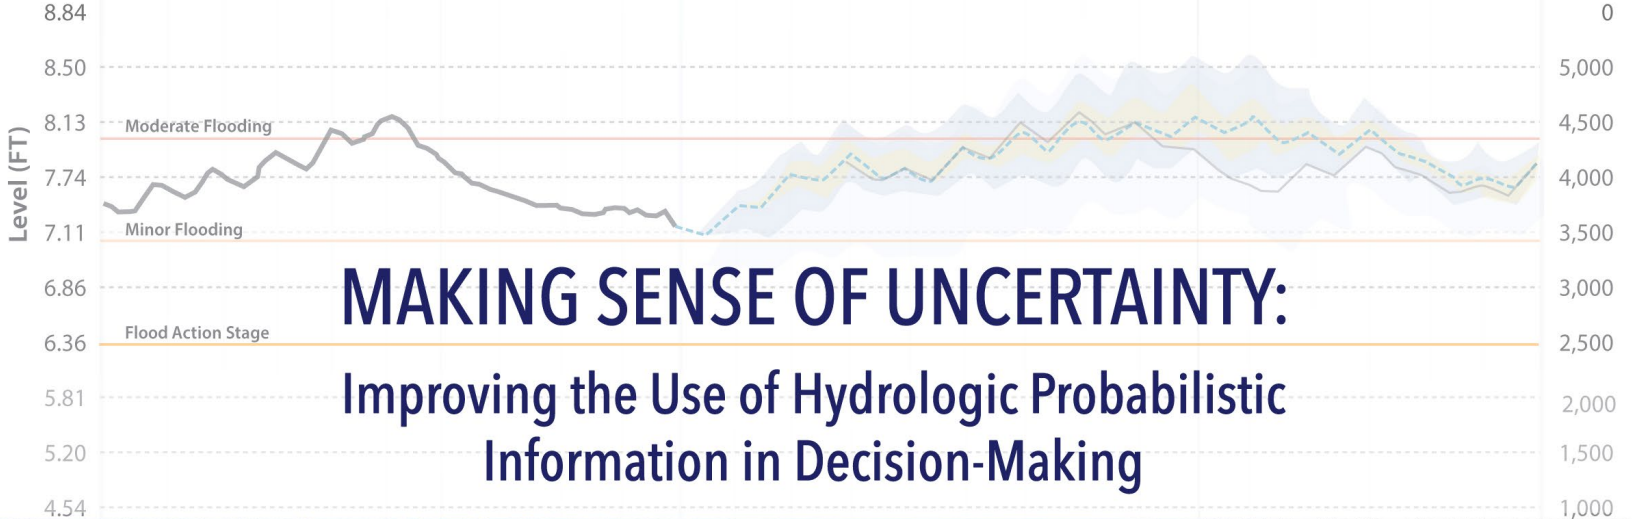 8.84
0
8.50
5,000
8.13
Moderate Flooding
4,500
Level (FT)
7.74
4,000
7.11
Minor Flooding
3,500
6.86
MAKING SENSE OF UNCERTAINTY:
3,000
Flood Action Stage
6.36
2,500
5.81
Improving the Use of Hydrologic Probabilistic
2,000
5.20
Information in Decision-Making
1,500
4.54
1,000